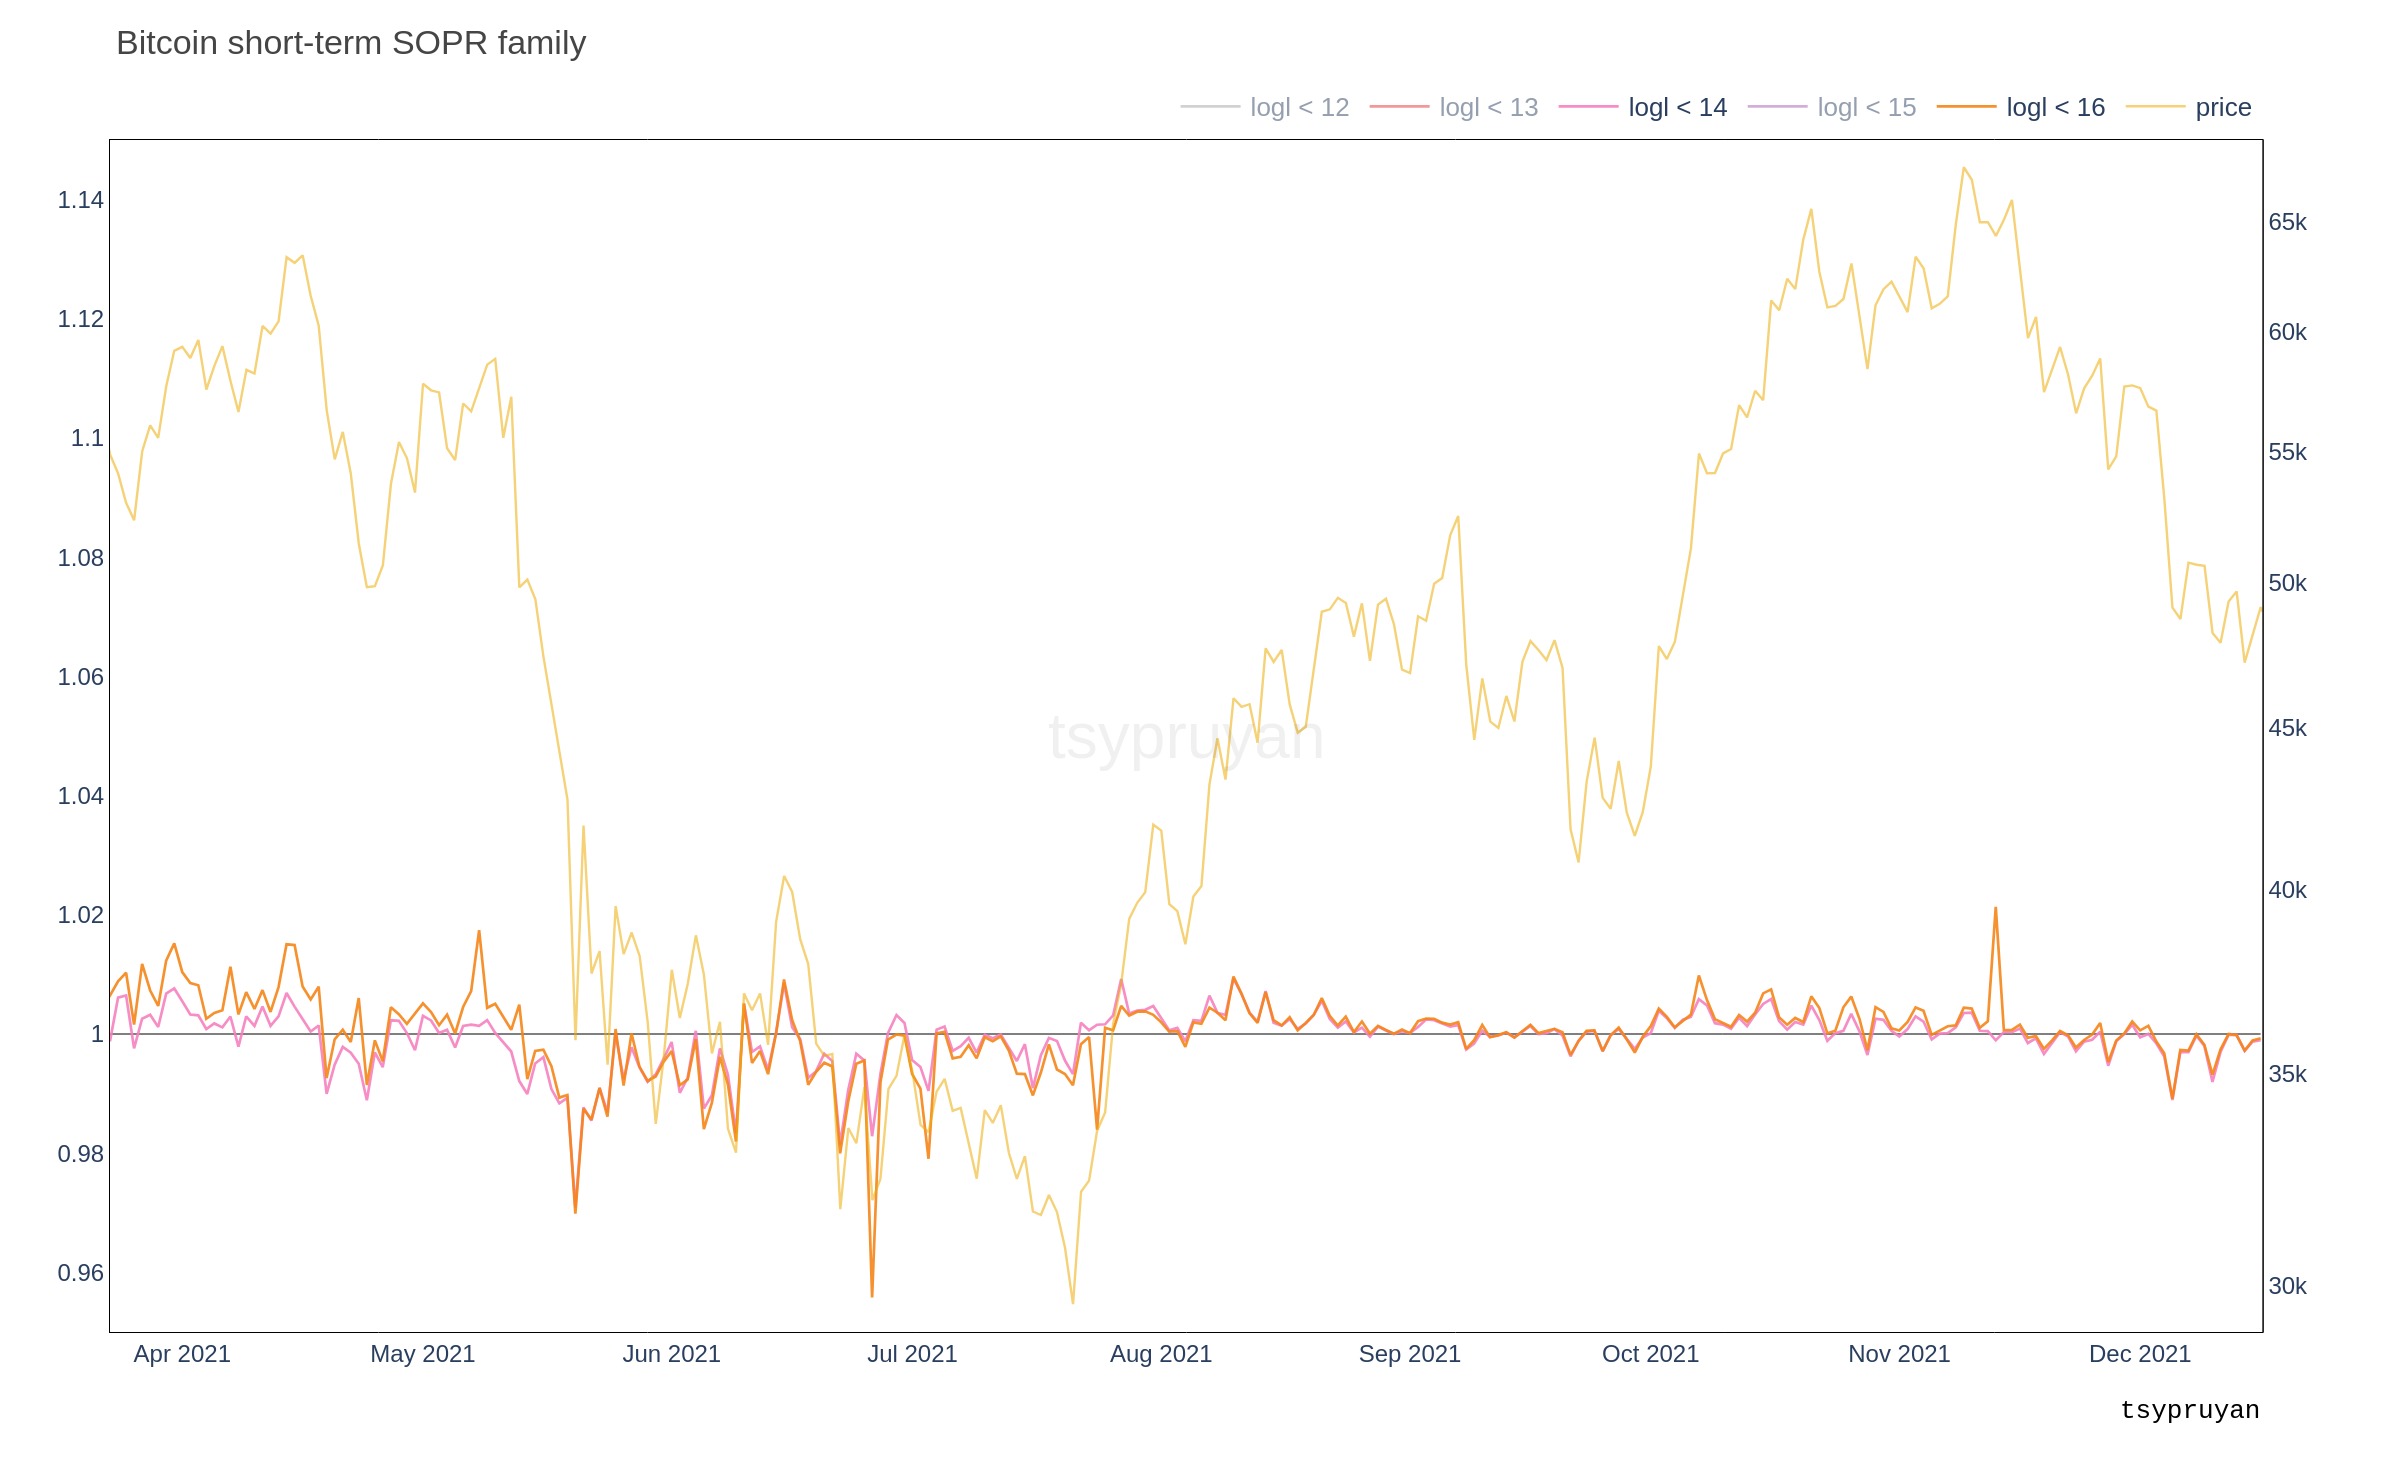 Bitcoin short-term SOPR family
logl < 12 logl < 13 logl < 14 logl < 15 logl < 16 price
1.14
65k
1.12
60k
1.1
55k
1.08
50k
1.06
45k
tsypruyan
1.04
40k
1.02
1
35k
0.98
0.96
30k
Apr 2021 May 2021 Jun 2021 Jul 2021 Aug 2021 Sep 2021 Oct 2021 Nov 2021 Dec 2021
tsypruyan